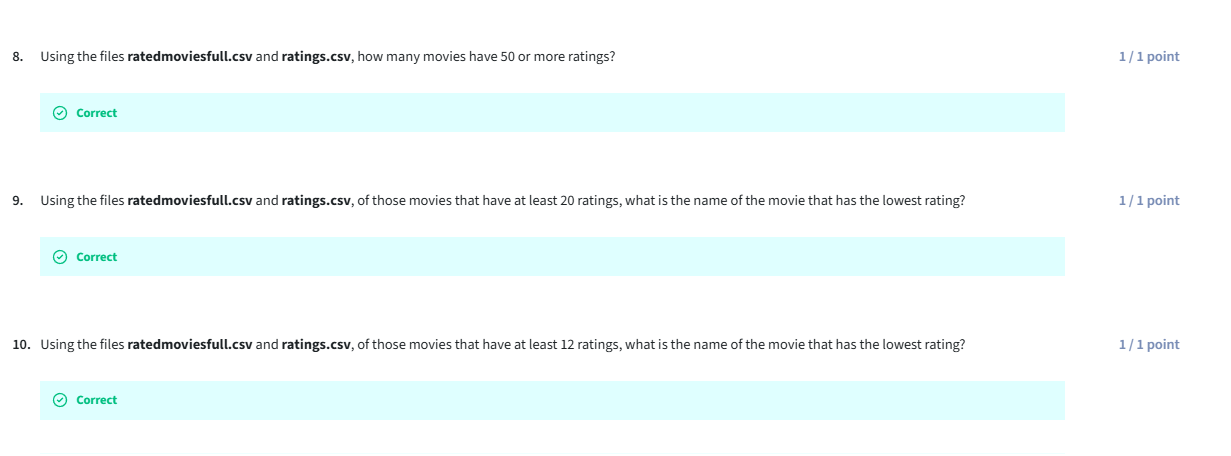 8. Using the files ratedmoviesfull.csv and ratings.csv, how many movies have 50 or more ratings? 1 / 1 point
Correct
9. Using the files ratedmoviesfull.csv and ratings.csv, of those movies that have at least 20 ratings, what is the name of the movie that has the lowest rating? 1 / 1 point
Correct
10. Using the files ratedmoviesfull.csv and ratings.csv, of those movies that have at least 12 ratings, what is the name of the movie that has the lowest rating? 1 / 1 point
Correct